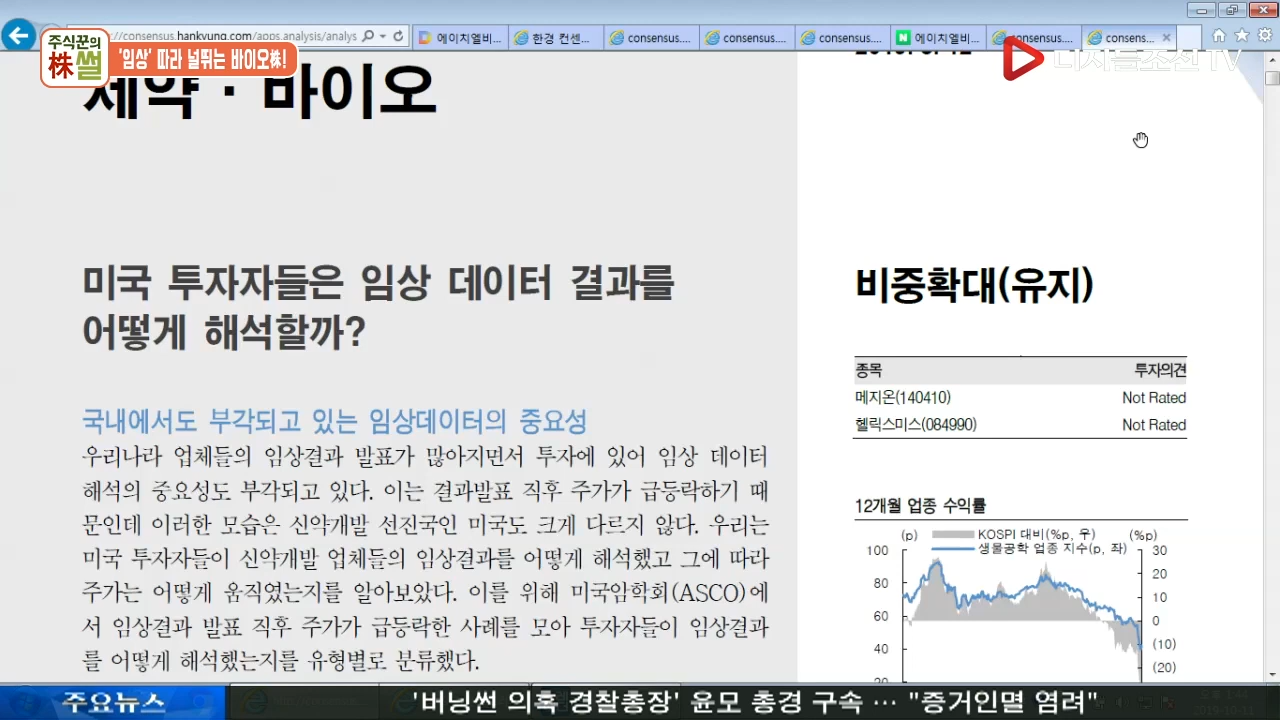 ://consensus.hankyung.com/apps.analysis/analys
에이치엘비...
한경 컨센...
consensus....
consensus....
consensus....
에이치엘비...
consensus....
consens...
주식꾼의
株썰
'임상' 따라 널뛰는 바이오株!
디지틀조선TV
제약 · 바이오
미국 투자자들은 임상 데이터 결과를
어떻게 해석할까?
국내에서도 부각되고 있는 임상데이터의 중요성
우리나라 업체들의 임상결과 발표가 많아지면서 투자에 있어 임상 데이터
해석의 중요성도 부각되고 있다. 이는 결과발표 직후 주가가 급등락하기 때
문인데 이러한 모습은 신약개발 선진국인 미국도 크게 다르지 않다. 우리는
미국 투자자들이 신약개발 업체들의 임상결과를 어떻게 해석했고 그에 따라
주가는 어떻게 움직였는지를 알아보았다. 이를 위해 미국암학회(ASCO)에
서 임상결과 발표 직후 주가가 급등락한 사례를 모아 투자자들이 임상결과
를 어떻게 해석했는지를 유형별로 분류했다.
비중확대(유지)
종목 투자의견
메지온(140410) Not Rated
헬릭스미스(084990) Not Rated
12개월 업종 수익률
(p) KOSPI 대비(%p, 우) (%p)
생물공학 업종 지수(p, 좌)
100 30
80 20
10
60 0
40 (10)
(20)
20
주요뉴스
'버닝썬 의혹 경찰총장' 윤모 총경 구속 … "증거인멸 염려"